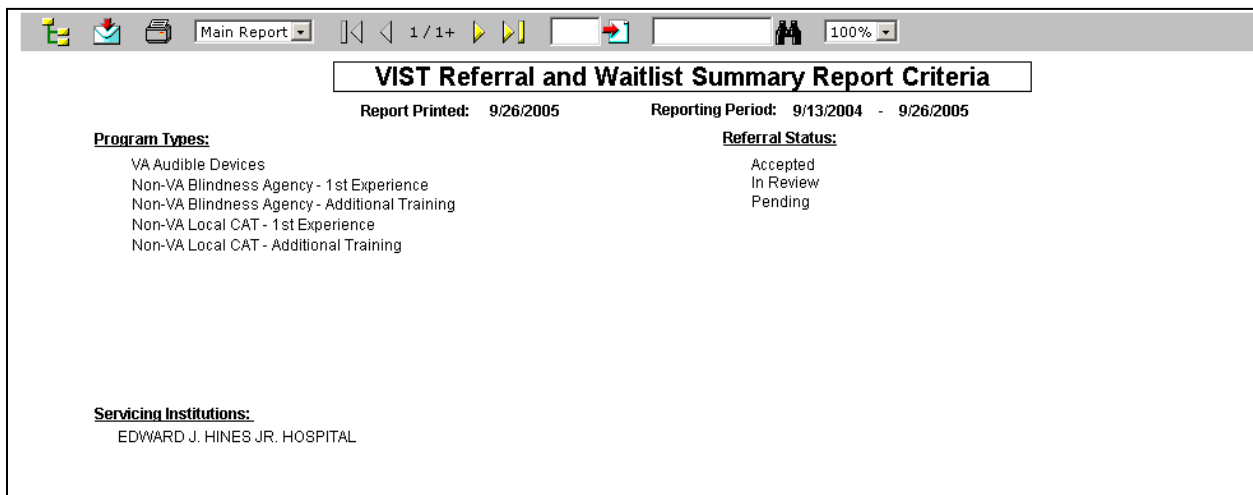 Main Report 1 / 1+ 100%
VIST Referral and Waitlist Summary Report Criteria
Report Printed: 9/26/2005 Reporting Period: 9/13/2004 - 9/26/2005
Program Types: Referral Status:
VA Audible Devices Accepted
Non-VA Blindness Agency - 1st Experience In Review
Non-VA Blindness Agency - Additional Training Pending
Non-VA Local CAT - 1st Experience
Non-VA Local CAT - Additional Training
Servicing Institutions:
EDWARD J. HINES JR. HOSPITAL